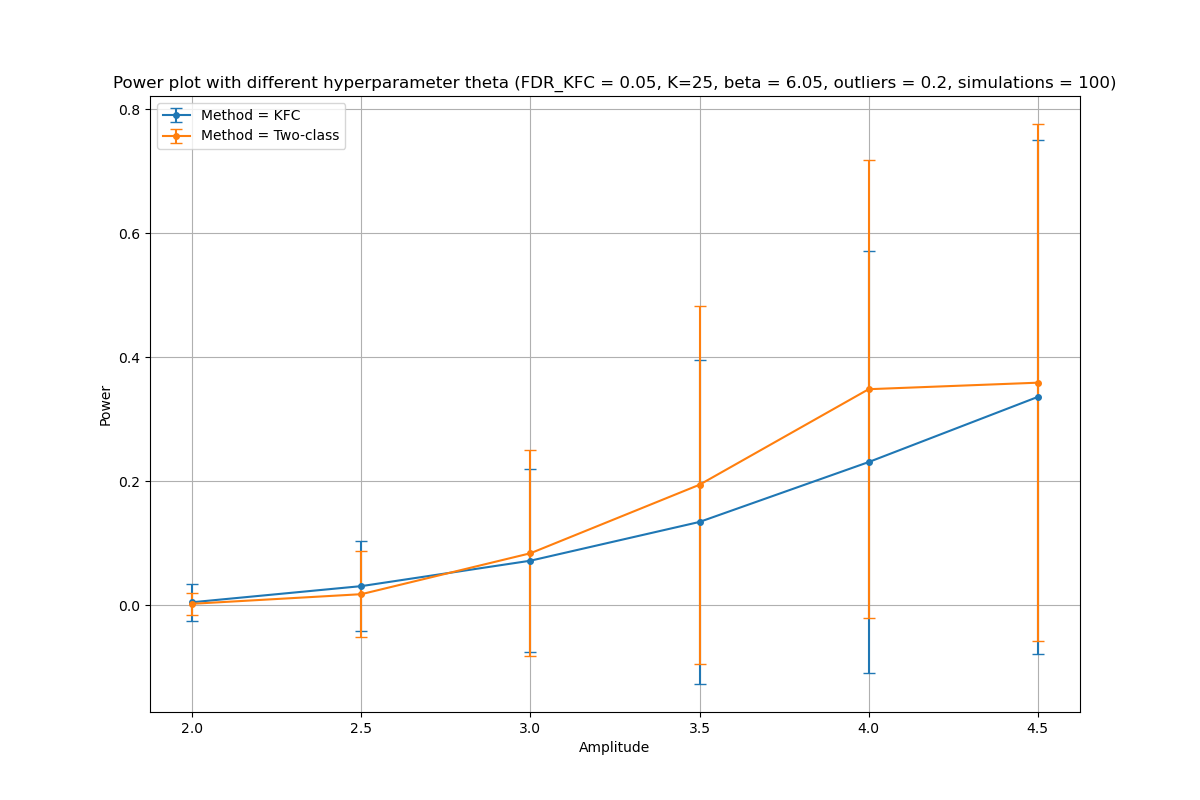 Power plot with different hyperparameter theta (FDR_KFC = 0.05, K=25, beta = 6.05, outliers = 0.2, simulations = 100)
Method = KFC
Method = Two-class
0.8
0.6
0.4
0.2
0.0
Power
2.0 2.5 3.0 3.5 4.0 4.5
Amplitude